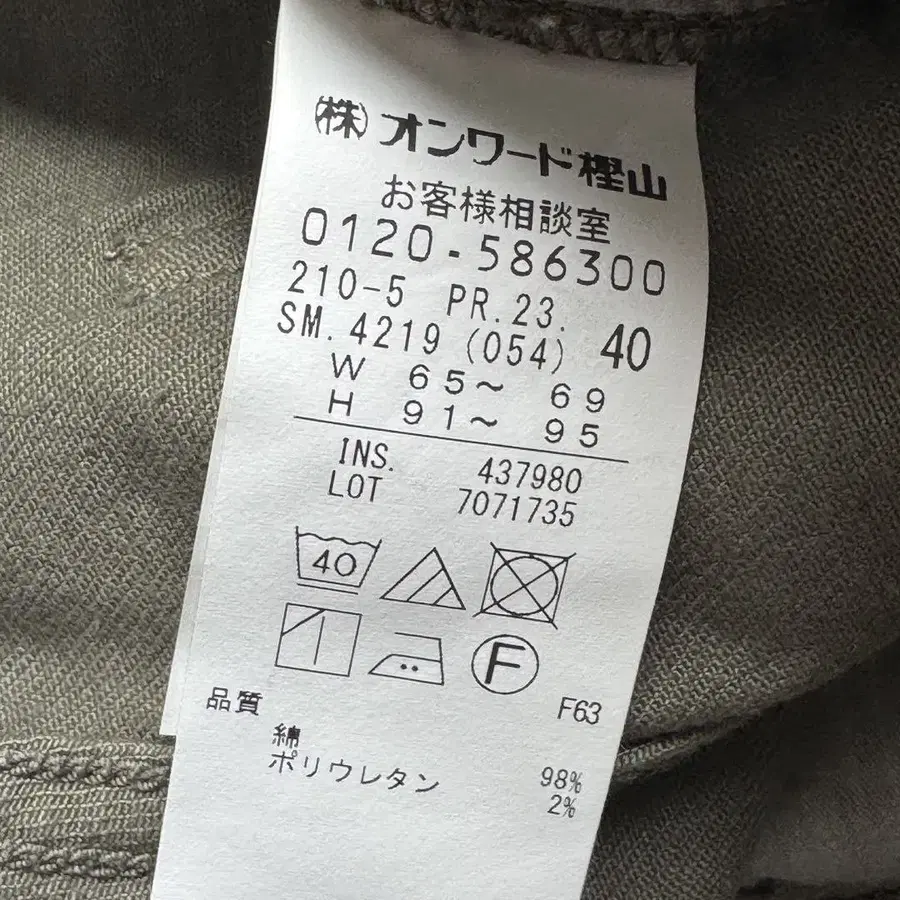 (株)オンワード樫山
お客様相談室
0120-586300
210-5 PR.23.
SM.4219 (054) 40
W 65~ 69
H 91~ 95
INS. 437980
LOT 7071735
40
F
品質 F63
綿 98%
ポリウレタン 2%